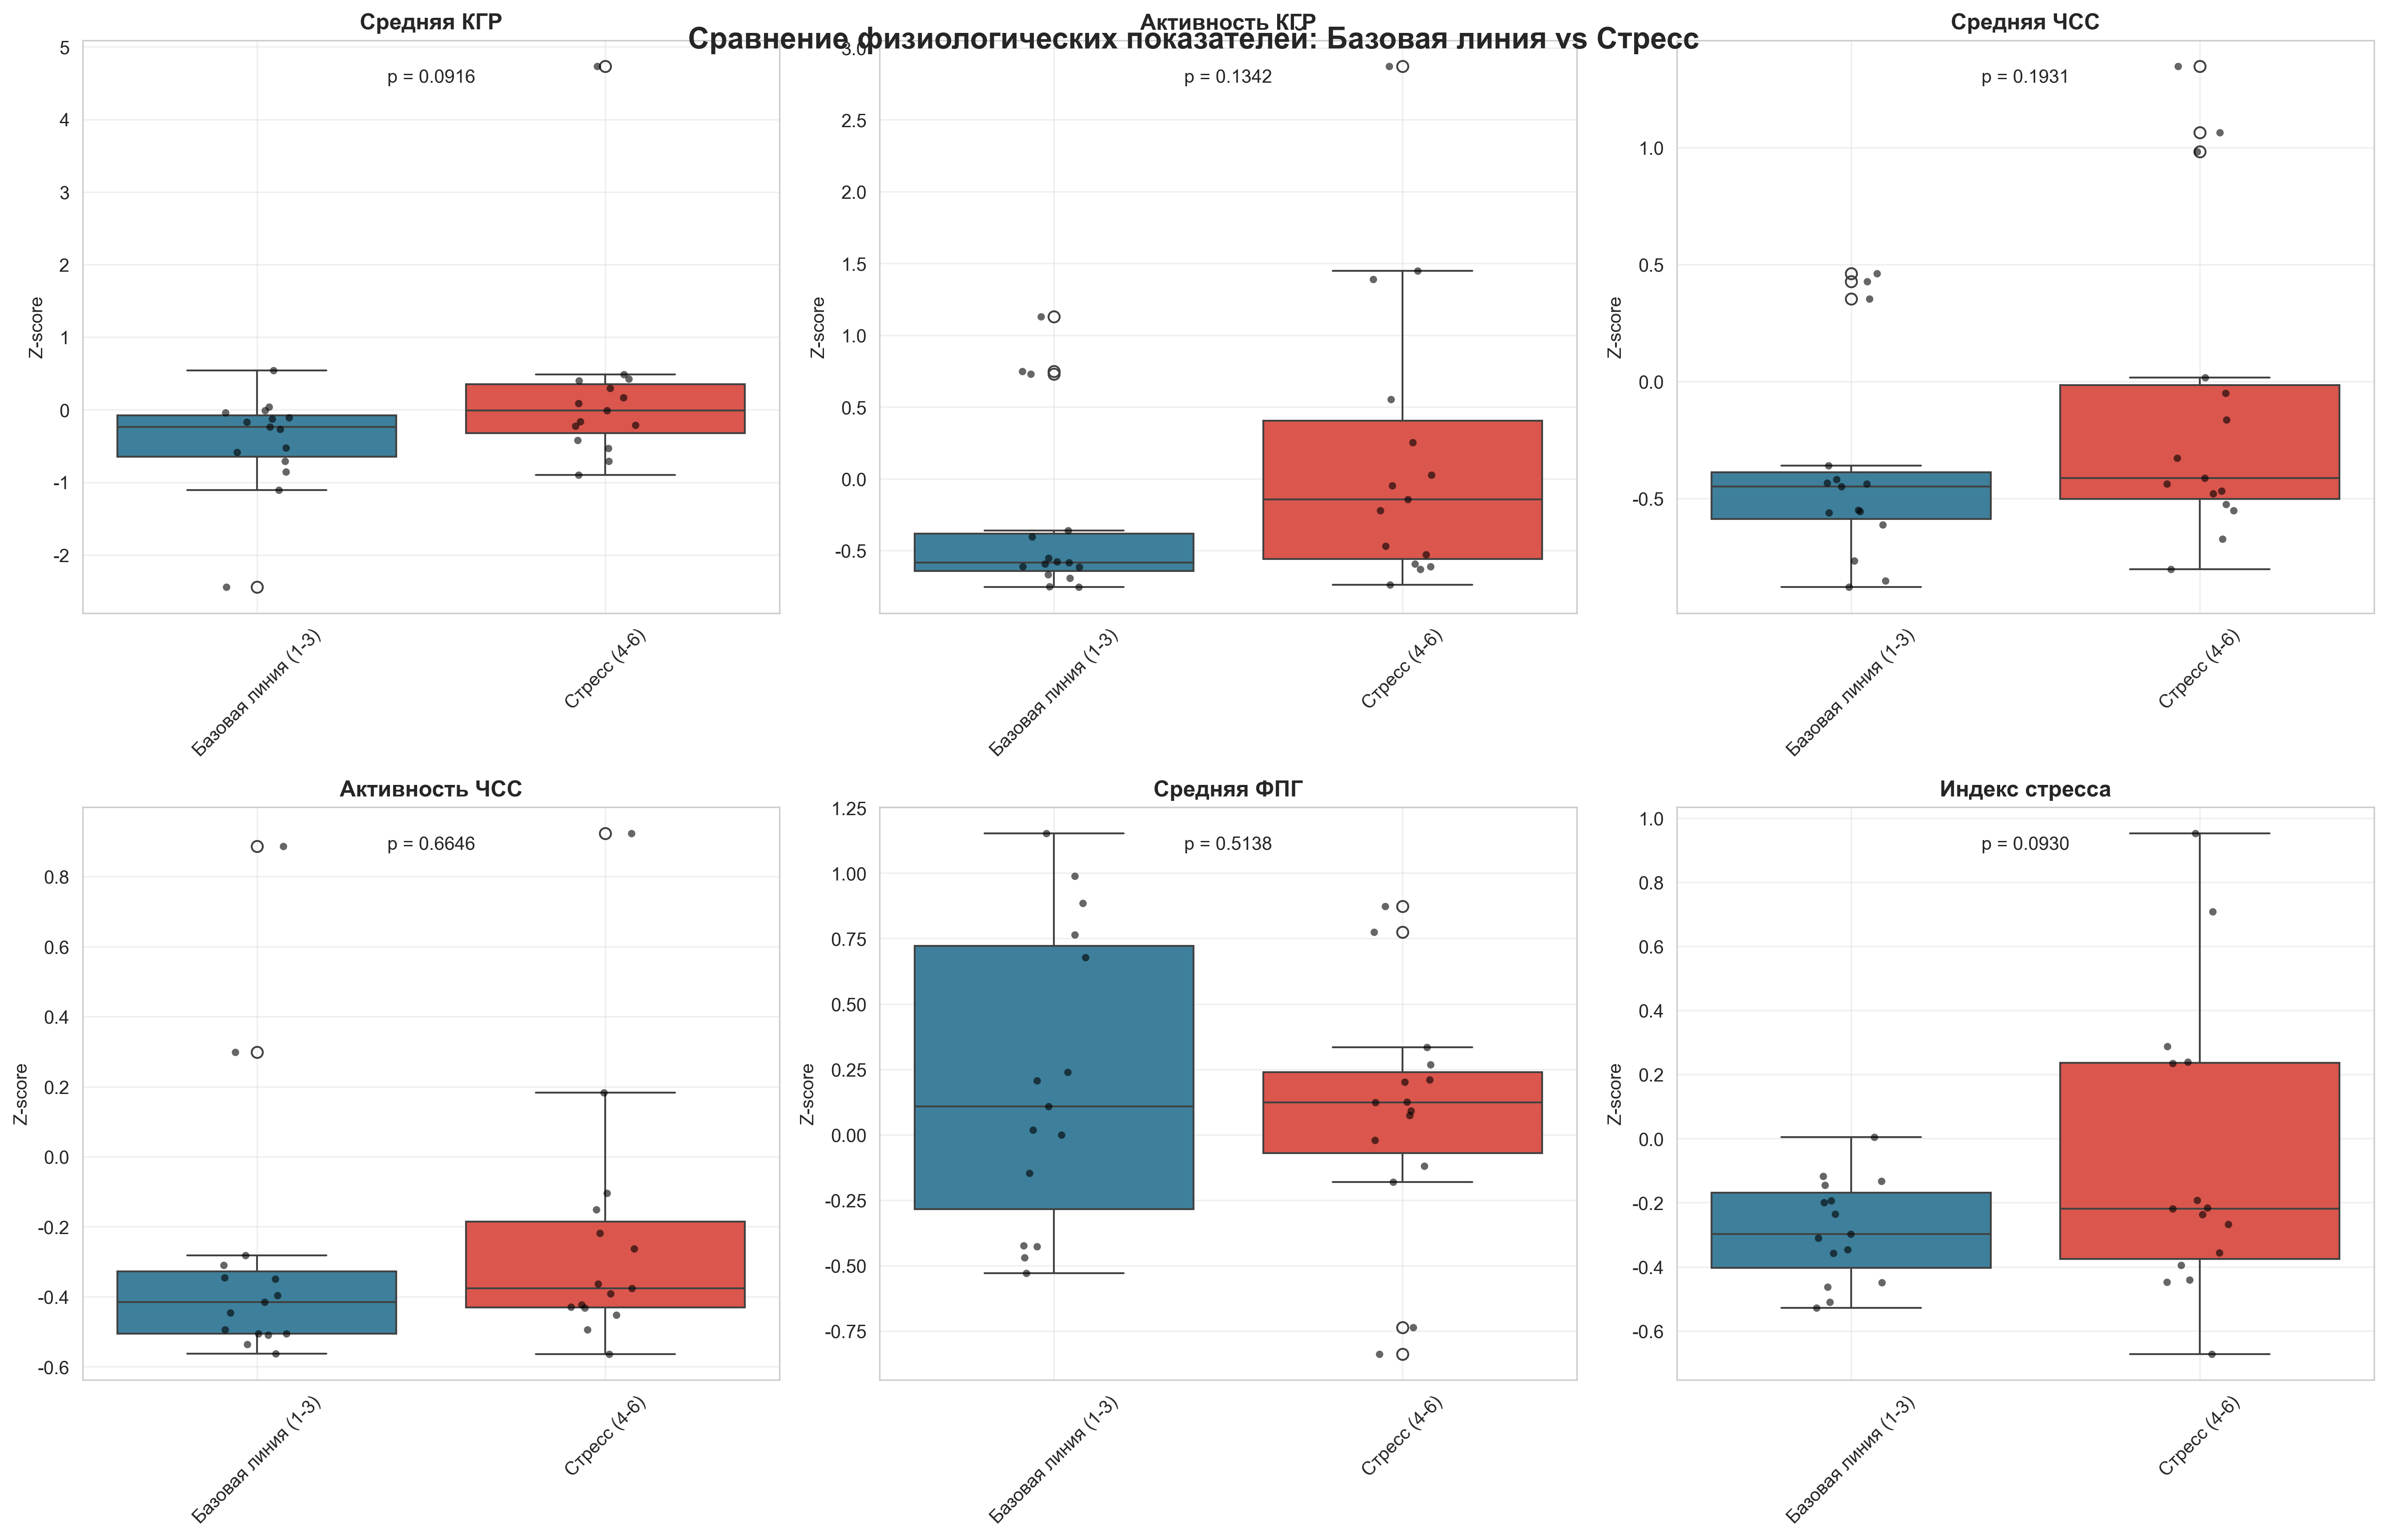 Средняя КГР
Активность КГР
Средняя ЧСС
Сравнение физиологических показателей: Базовая линия vs Стресс
p = 0.0916
5
4
3
2
1
0
-1
-2
Z-score
Базовая линия (1-3)
Стресс (4-6)
p = 0.1342
3.0
2.5
2.0
1.5
1.0
0.5
0.0
-0.5
Z-score
Базовая линия (1-3)
Стресс (4-6)
p = 0.1931
1.0
0.5
0.0
-0.5
Z-score
Базовая линия (1-3)
Стресс (4-6)
Активность ЧСС
p = 0.6646
0.8
0.6
0.4
0.2
0.0
-0.2
-0.4
-0.6
Z-score
Базовая линия (1-3)
Стресс (4-6)
Средняя ФПГ
p = 0.5138
1.25
1.00
0.75
0.50
0.25
0.00
-0.25
-0.50
-0.75
Z-score
Базовая линия (1-3)
Стресс (4-6)
Индекс стресса
p = 0.0930
1.0
0.8
0.6
0.4
0.2
0.0
-0.2
-0.4
-0.6
Z-score
Базовая линия (1-3)
Стресс (4-6)